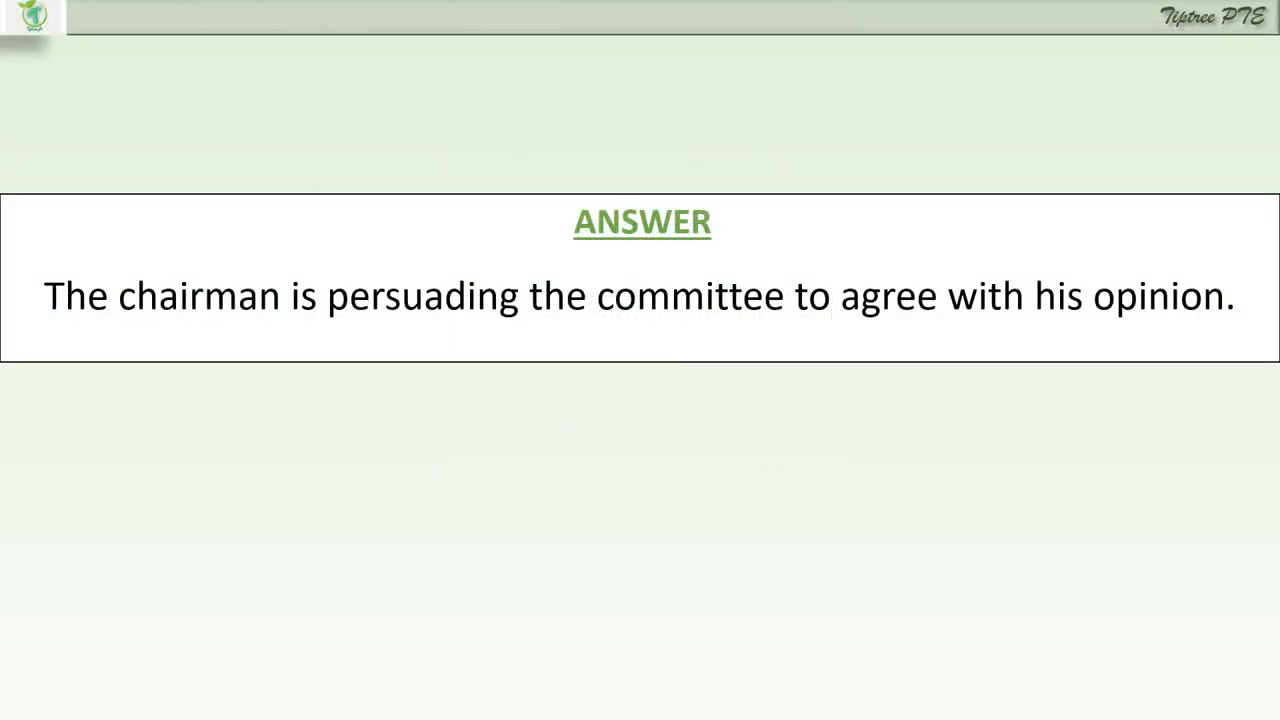 Tiptree PTE
ANSWER
The chairman is persuading the committee to agree with his opinion.